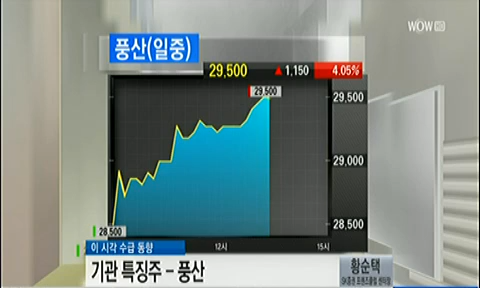 WOW
풍산(일중)
29,500 ▲ 1,150 4.05%
29,500
29,500
29,000
28,500
28,500
12시
15시
이 시각 수급 동향
기관 특징주 - 풍산
황순택